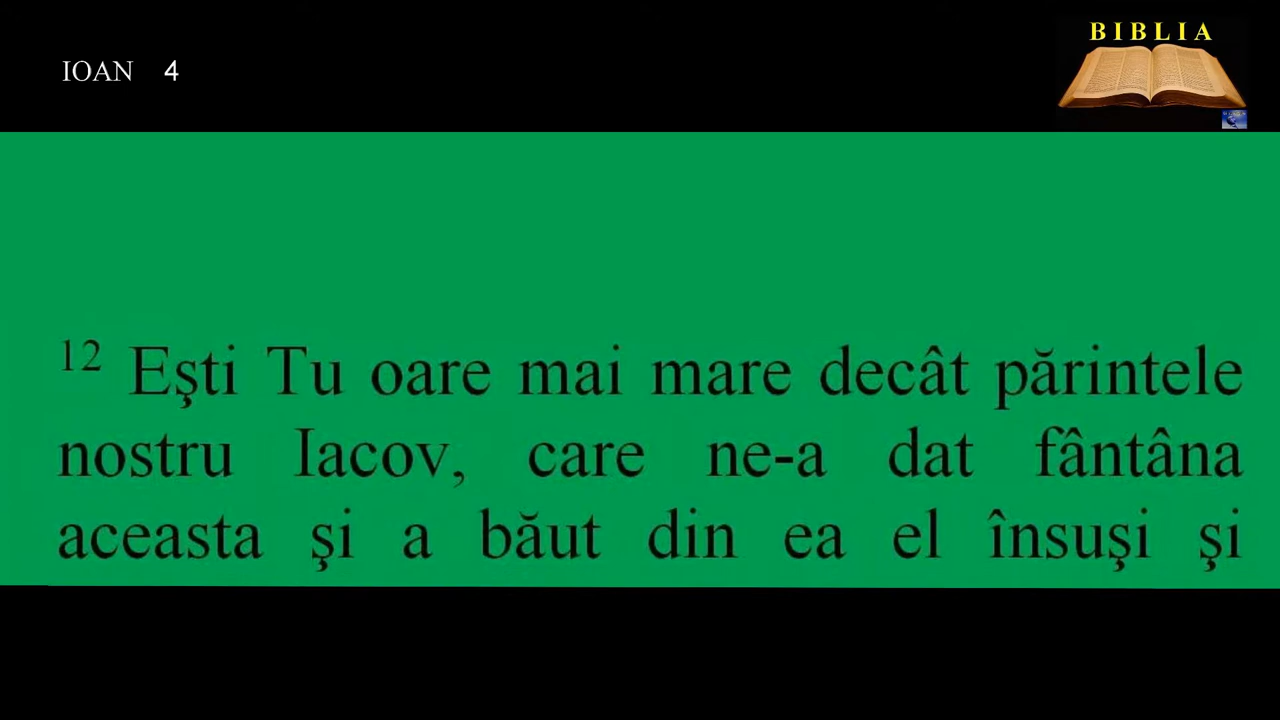 BIBLIA
IOAN 4
12 Eşti Tu oare mai mare decât părintele
nostru Iacov, care ne-a dat fântâna
aceasta şi a băut din ea el însuşi şi